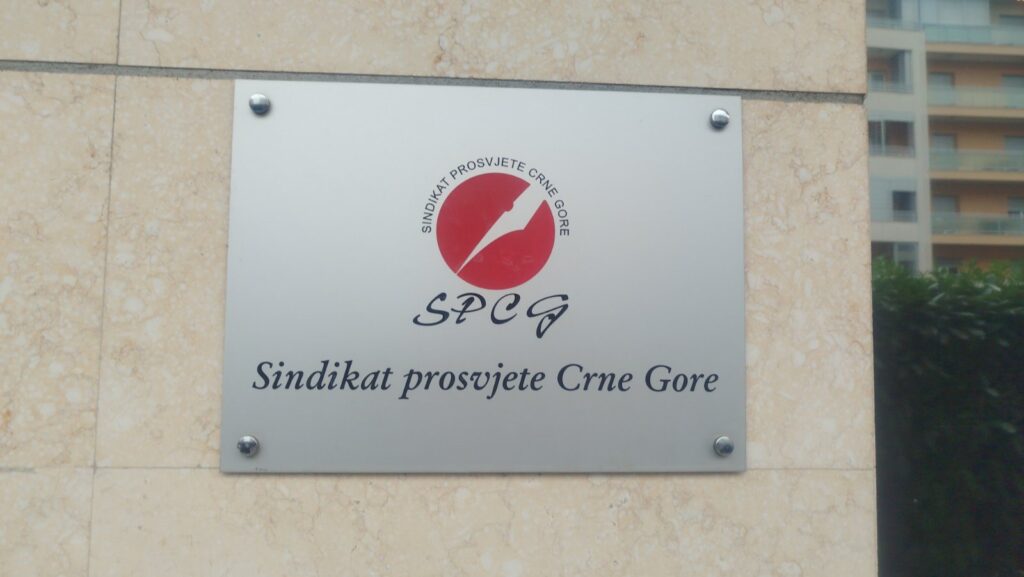 SINDIKAT PROSVJETE CRNE GORE
SPCG
Sindikat prosvjete Crne Gore